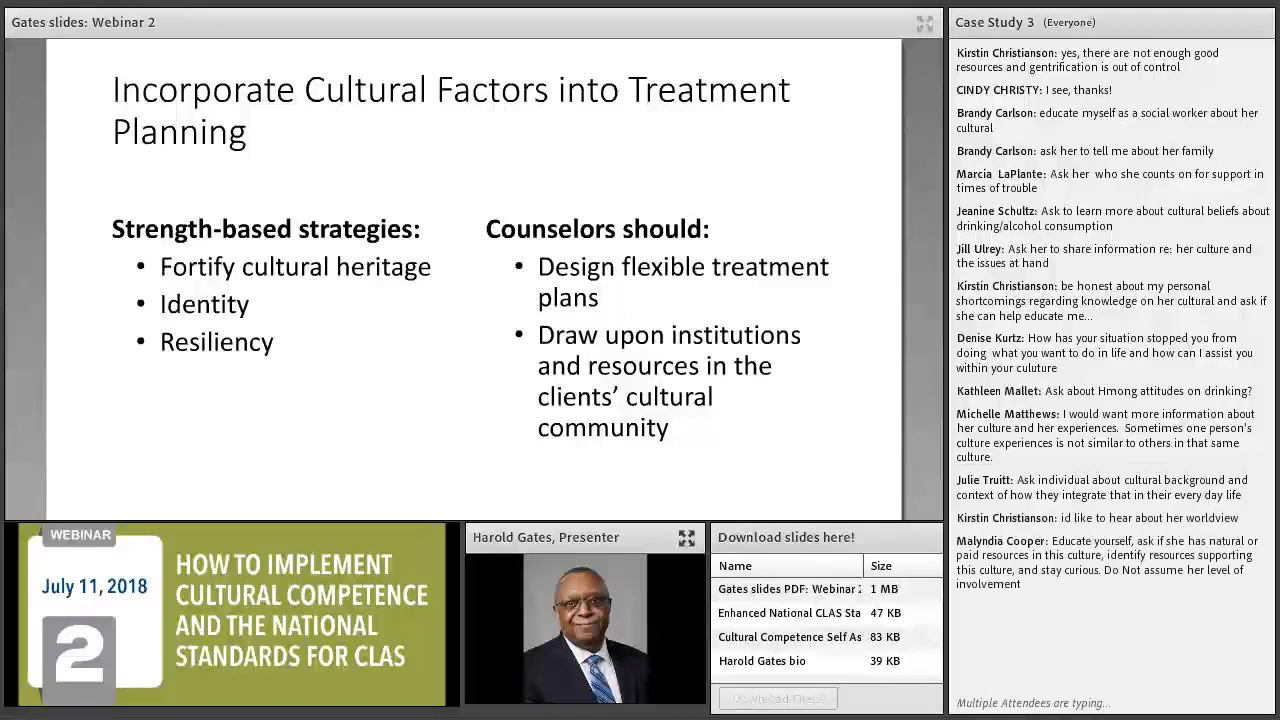 Gates slides: Webinar 2
Incorporate Cultural Factors into Treatment
Planning
Strength-based strategies:
• Fortify cultural heritage
• Identity
• Resiliency
Counselors should:
• Design flexible treatment
plans
• Draw upon institutions
and resources in the
clients’ cultural
community
WEBINAR
July 11, 2018
2
HOW TO IMPLEMENT
CULTURAL COMPETENCE
AND THE NATIONAL
STANDARDS FOR CLAS
Harold Gates, Presenter
Download slides here!
Name Size
Gates slides PDF: Webinar 2 1 MB
Enhanced National CLAS Sta 47 KB
Cultural Competence Self As 83 KB
Harold Gates bio 39 KB
Download File(s)
Case Study 3 (Everyone)
Kirstin Christianson: yes, there are not enough good
resources and gentrification is out of control
CINDY CHRISTY: I see, thanks!
Brandy Carlson: educate myself as a social worker about her
cultural
Brandy Carlson: ask her to tell me about her family
Marcia LaPlante: Ask her who she counts on for support in
times of trouble
Jeanine Schultz: Ask to learn more about cultural beliefs about
drinking/alcohol consumption
Jill Ulrey: Ask her to share information re: her culture and
the issues at hand
Kirstin Christianson: be honest about my personal
shortcomings regarding knowledge on her cultural and ask if
she can help educate me...
Denise Kurtz: How has your situation stopped you from
doing what you want to do in life and how can I assist you
within your culuture
Kathleen Mallet: Ask about Hmong attitudes on drinking?
Michelle Matthews: I would want more information about
her culture and her experiences. Sometimes one person's
culture experiences is not similar to others in that same
culture.
Julie Truitt: Ask individual about cultural background and
context of how they integrate that in their every day life
Kirstin Christianson: id like to hear about her worldview
Malyndia Cooper: Educate yourself, ask if she has natural or
paid resources in this culture, identify resources supporting
this culture, and stay curious. Do Not assume her level of
involvement
Multiple Attendees are typing...